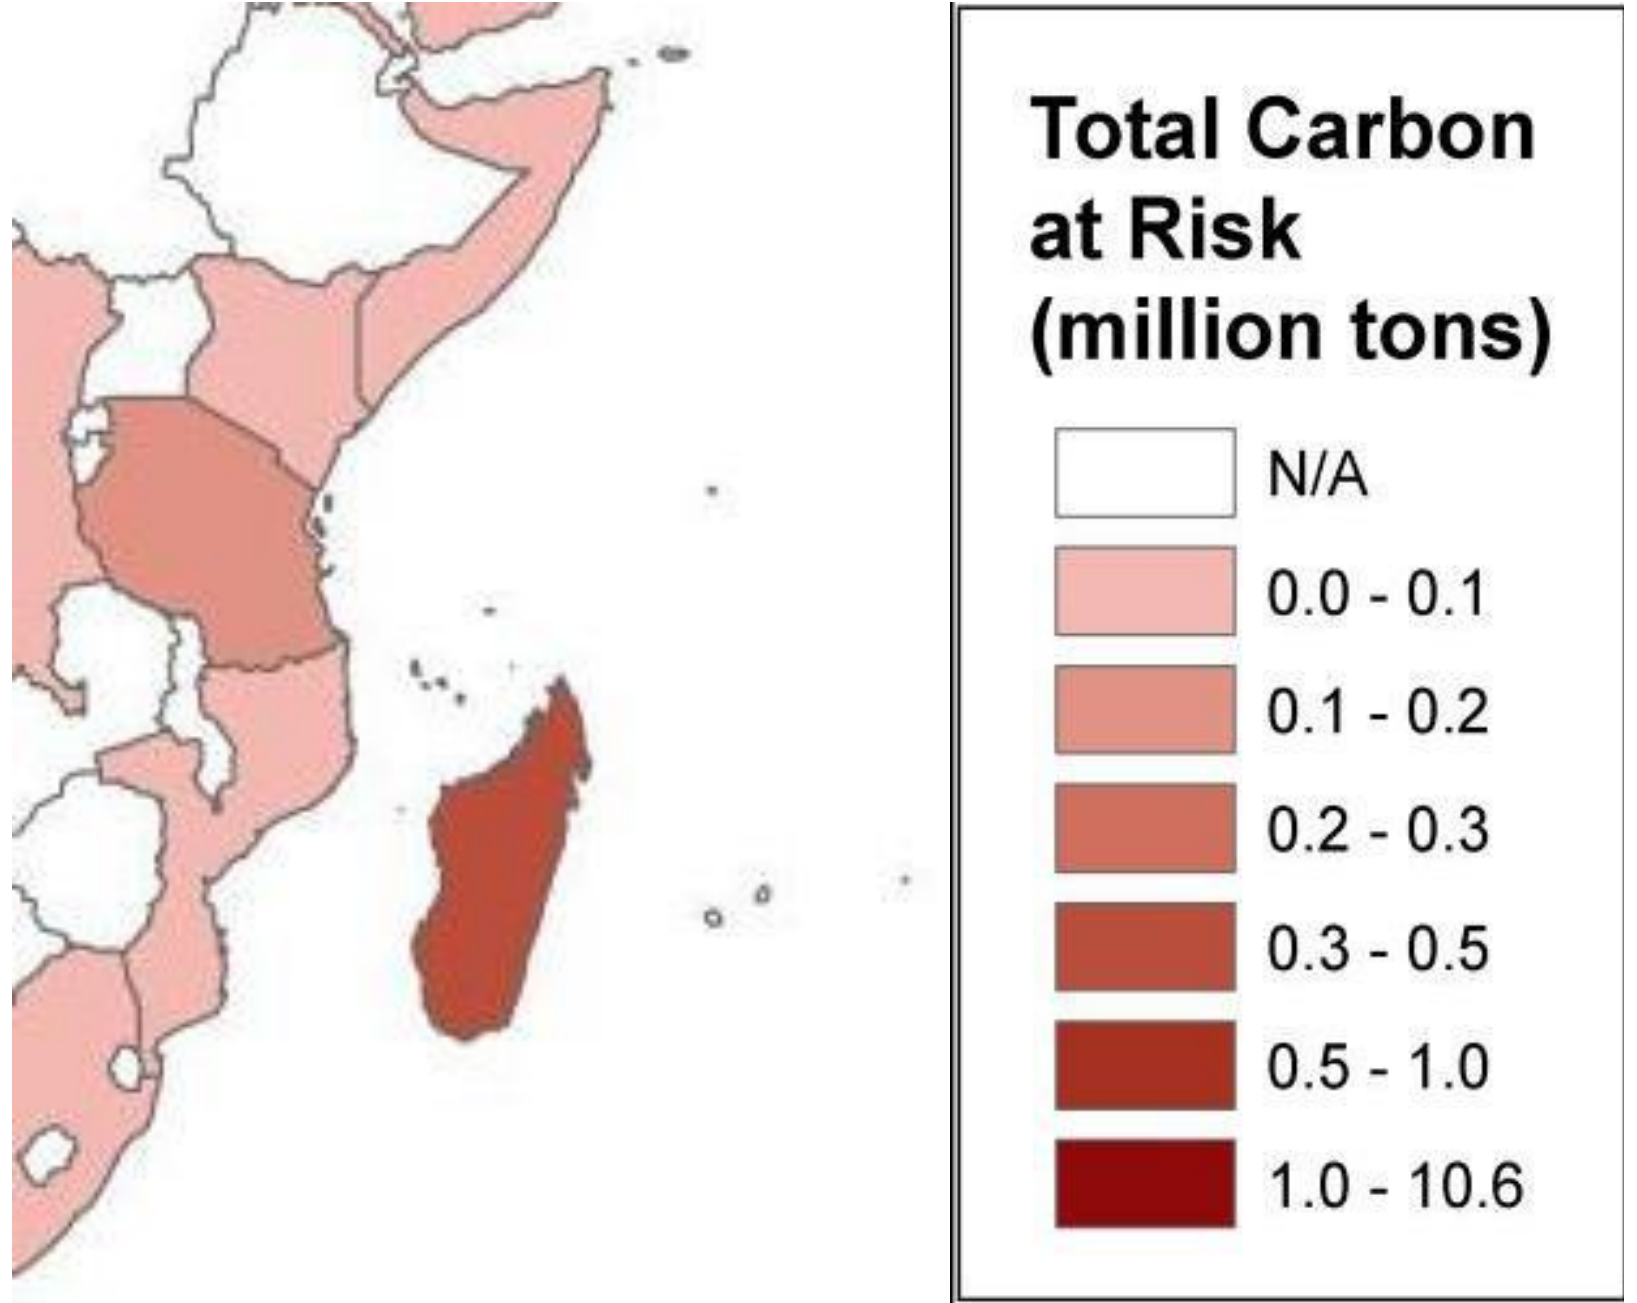 Total Carbon
at Risk
(million tons)
N/A
0.0 - 0.1
0.1 - 0.2
0.2 - 0.3
0.3 - 0.5
0.5 - 1.0
1.0 - 10.6